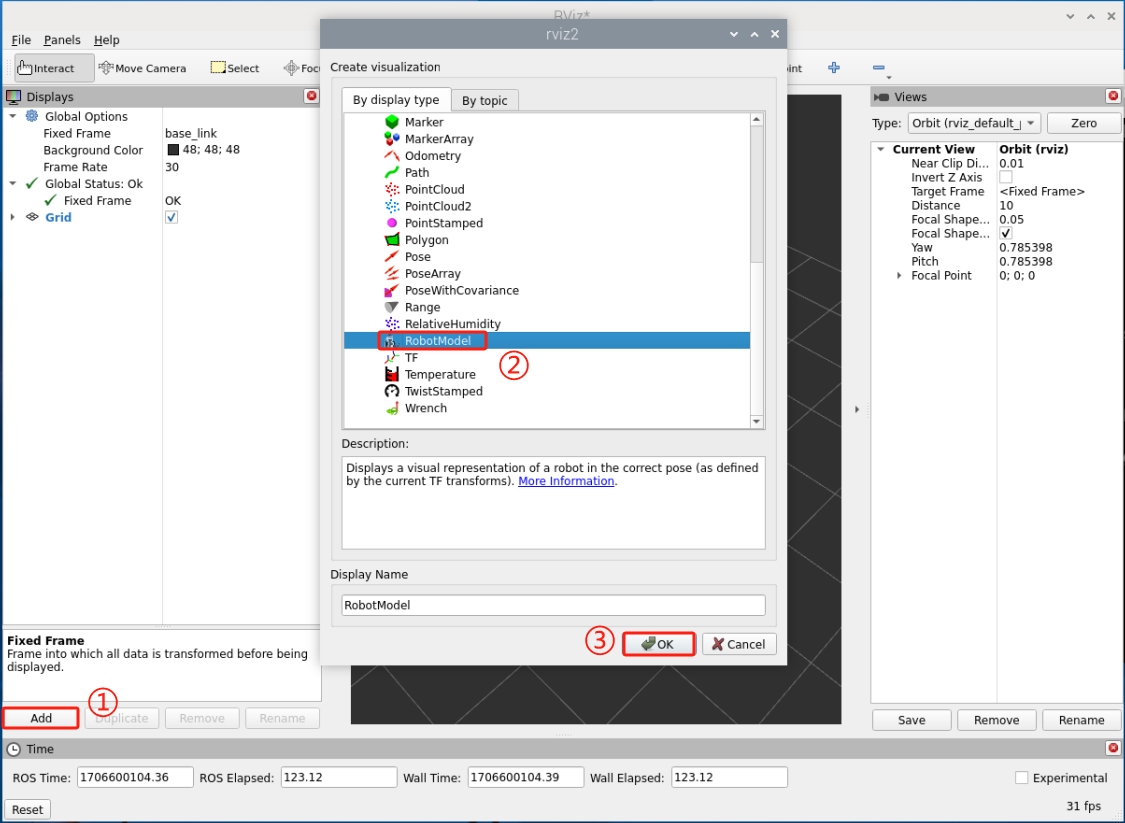 RViz*
rviz2
File Panels Help
Interact Move Camera Select
Displays
Global Options
Fixed Frame base_link
Background Color 48; 48; 48
Frame Rate 30
Global Status: Ok
Fixed Frame OK
Grid
Fixed Frame
Frame into which all data is transformed before being
displayed.
①
Add Duplicate Remove Rename
Create visualization
By display type By topic
Marker
MarkerArray
Odometry
Path
PointCloud
PointCloud2
PointStamped
Polygon
Pose
PoseArray
PoseWithCovariance
Range
RelativeHumidity
RobotModel
②
TF
Temperature
TwistStamped
Wrench
Description:
Displays a visual representation of a robot in the correct pose (as defined
by the current TF transforms). More Information.
Display Name
RobotModel
③ OK Cancel
Views
Type: Orbit (rviz_default_ Zero
Current View Orbit (rviz)
Near Clip Di... 0.01
Invert Z Axis
Target Frame <Fixed Frame>
Distance 10
Focal Shape... 0.05
Focal Shape...
Yaw 0.785398
Pitch 0.785398
Focal Point 0; 0; 0
Save Remove Rename
Time
ROS Time: 1706600104.36 ROS Elapsed: 123.12 Wall Time: 1706600104.39 Wall Elapsed: 123.12 Experimental
Reset 31 fps